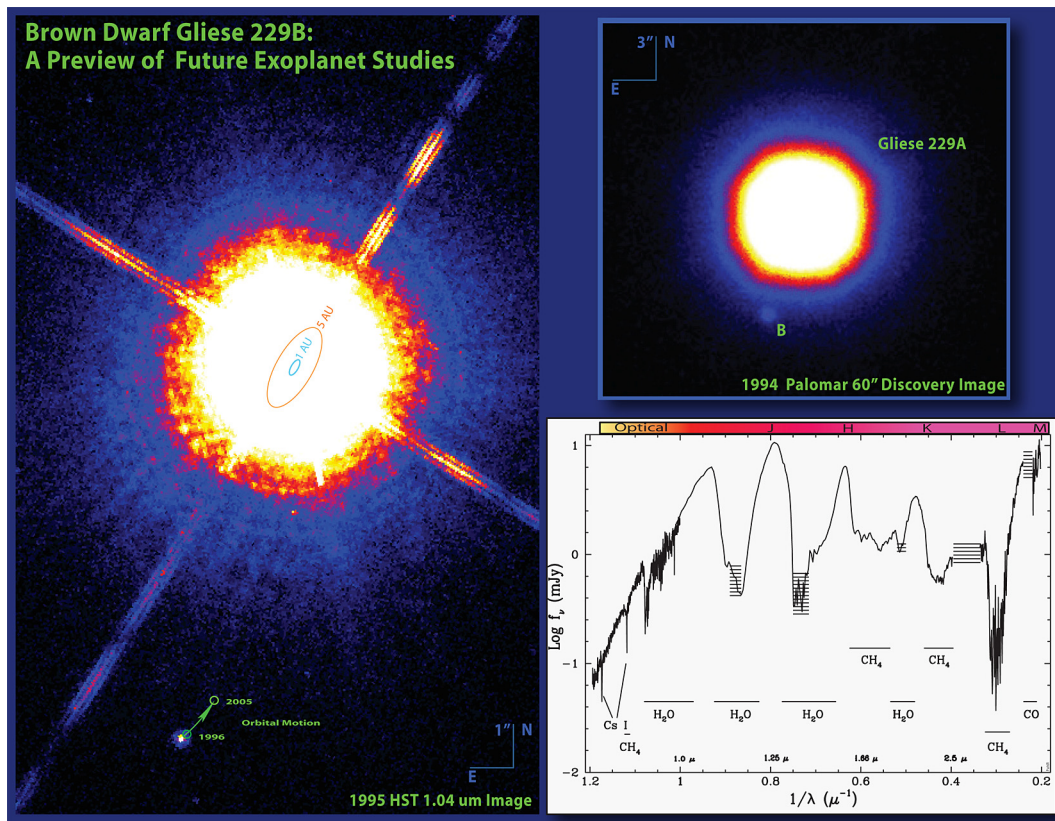 Brown Dwarf Gliese 229B:
A Preview of Future Exoplanet Studies
5 AU
1 AU
2005
Orbital Motion
1996
1” N
E
1995 HST 1.04 um Image
3” N
E
Gliese 229A
B
1994 Palomar 60” Discovery Image
Optical J H K L M
Log fν (mJy)
1
0
-1
-2
CH₄ CH₄
H₂O H₂O H₂O H₂O CO
Cs I
CH₄ CH₄
1.0 μ 1.25 μ 1.66 μ 2.5 μ
1.2 1 0.8 0.6 0.4 0.2
1/λ (μ⁻¹)